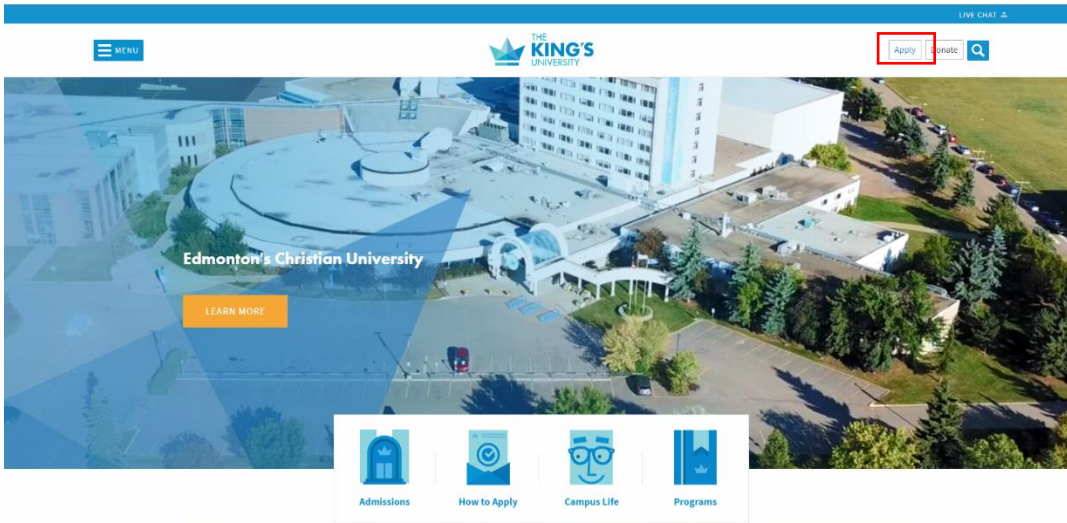 LIVE CHAT
MENU
THE
KING'S
UNIVERSITY
Apply
Donate
Edmonton's Christian University
LEARN MORE
Admissions
How to Apply
Campus Life
Programs